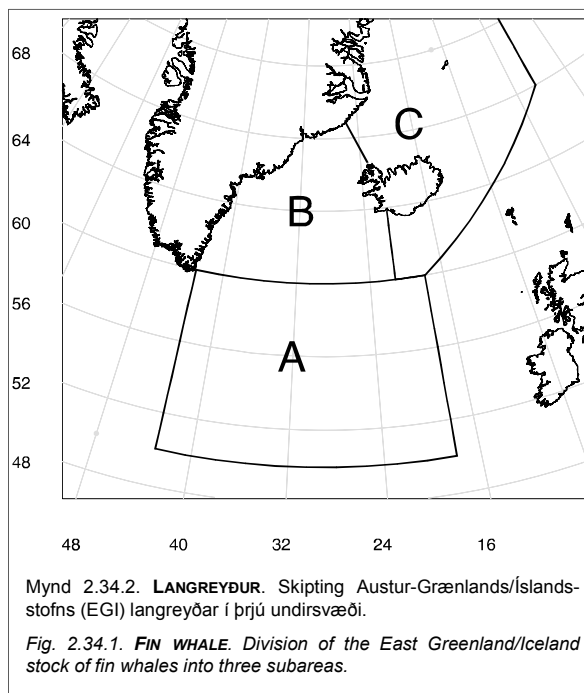 68
64
60
56
52
48
C
B
A
48 40 32 24 16
Mynd 2.34.2. LANGREYÐUR. Skipting Austur-Grænlands/Íslands-
stofns (EGI) langreyðar í þrjú undirsvæði.
Fig. 2.34.1. FIN WHALE. Division of the East Greenland/Iceland
stock of fin whales into three subareas.